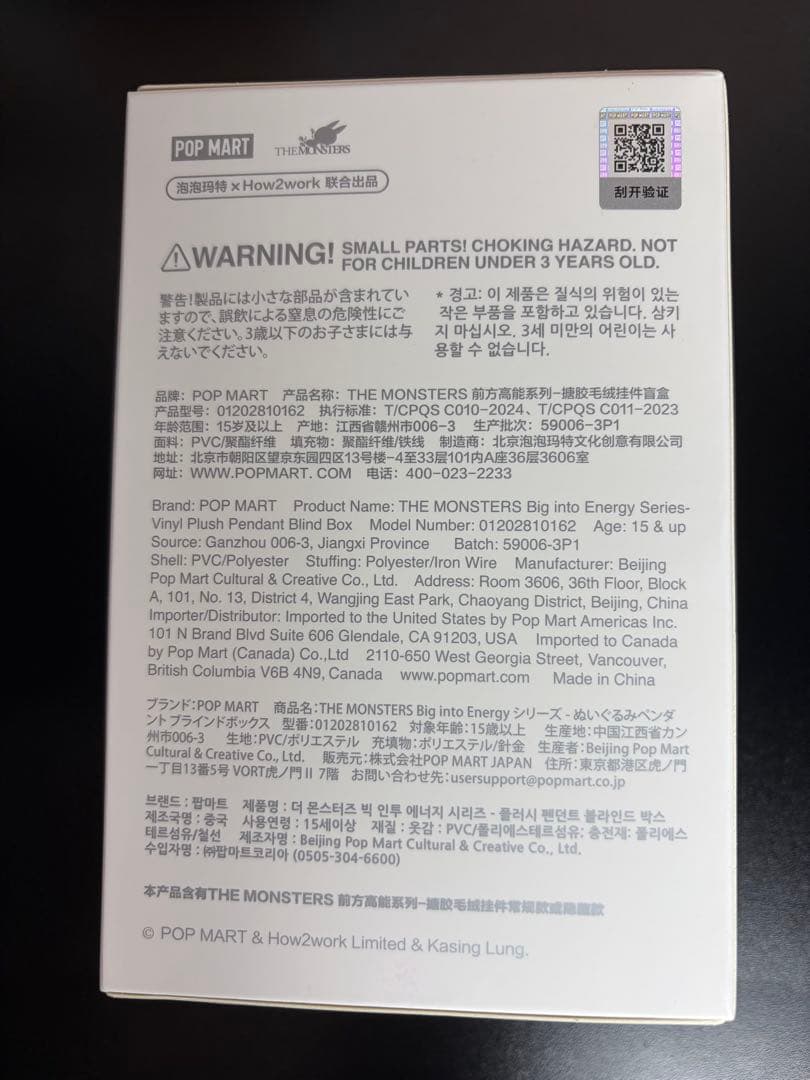 POP MART
THE MONSTERS
泡泡玛特×How2work 联合出品
刮开验证
WARNING! SMALL PARTS! CHOKING HAZARD. NOT
FOR CHILDREN UNDER 3 YEARS OLD.
警告!製品には小さな部品が含まれてい
ますので、誤飲による窒息の危険性にご
注意ください。3歳以下のお子さまには与
えないでください。
* 경고: 이 제품은 질식의 위험이 있는
작은 부품을 포함하고 있습니다. 삼키
지 마십시오. 3세 미만의 어린이는 사
용할 수 없습니다.
品牌: POP MART 产品名称: THE MONSTERS 前方高能系列-搪胶毛绒挂件盲盒
产品型号: 01202810162 执行标准: T/CPQS C010-2024、T/CPQS C011-2023
年龄范围: 15岁及以上 产地: 江西省赣州市006-3 生产批次: 59006-3P1
面料: PVC/聚酯纤维 填充物: 聚酯纤维/铁线 制造商: 北京泡泡玛特文化创意有限公司
地址: 北京市朝阳区望京东园四区13号楼-4至33层101内A座36层3606室
网址: WWW.POPMART. COM 电话: 400-023-2233
Brand: POP MART Product Name: THE MONSTERS Big into Energy Series-
Vinyl Plush Pendant Blind Box Model Number: 01202810162 Age: 15 & up
Source: Ganzhou 006-3, Jiangxi Province Batch: 59006-3P1
Shell: PVC/Polyester Stuffing: Polyester/Iron Wire Manufacturer: Beijing
Pop Mart Cultural & Creative Co., Ltd. Address: Room 3606, 36th Floor, Block
A, 101, No. 13, District 4, Wangjing East Park, Chaoyang District, Beijing, China
Importer/Distributor: Imported to the United States by Pop Mart Americas Inc.
101 N Brand Blvd Suite 606 Glendale, CA 91203, USA Imported to Canada
by Pop Mart (Canada) Co.,Ltd 2110-650 West Georgia Street, Vancouver,
British Columbia V6B 4N9, Canada www.popmart.com Made in China
ブランド:POP MART 商品名:THE MONSTERS Big into Energy シリーズ - ぬいぐるみペンダ
ント ブラインドボックス 型番:01202810162 対象年齢:15歳以上 生産地:中国江西省カン
州市006-3 生地:PVC/ポリエステル 充填物:ポリエステル/針金 生産者:Beijing Pop Mart
Cultural & Creative Co., Ltd. 販売元:株式会社POP MART JAPAN 住所:東京都港区虎ノ門
一丁目13番5号 VORT虎ノ門Ⅱ 7階 お問い合わせ先:usersupport@popmart.co.jp
브랜드 : 팝마트 제품명 : 더 몬스터즈 빅 인투 에너지 시리즈 - 플러시 펜던트 블라인드 박스
제조국명 : 중국 사용연령 : 15세이상 재질 : 옷감 : PVC/폴리에스테르섬유; 충전재: 폴리에스
테르섬유/철선 제조자명 : Beijing Pop Mart Cultural & Creative Co., Ltd.
수입자명 : ㈜팝마트코리아 (0505-304-6600)
本产品含有THE MONSTERS 前方高能系列-搪胶毛绒挂件常规款或隐藏款
© POP MART & How2work Limited & Kasing Lung.